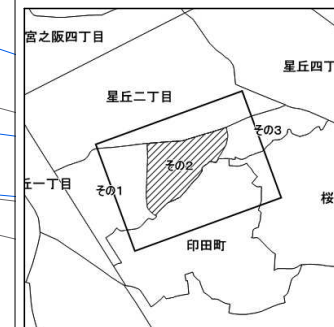 宮之阪四丁目
星丘四丁
星丘二丁目
その3
その2
丘一丁目
その1
桜
印田町